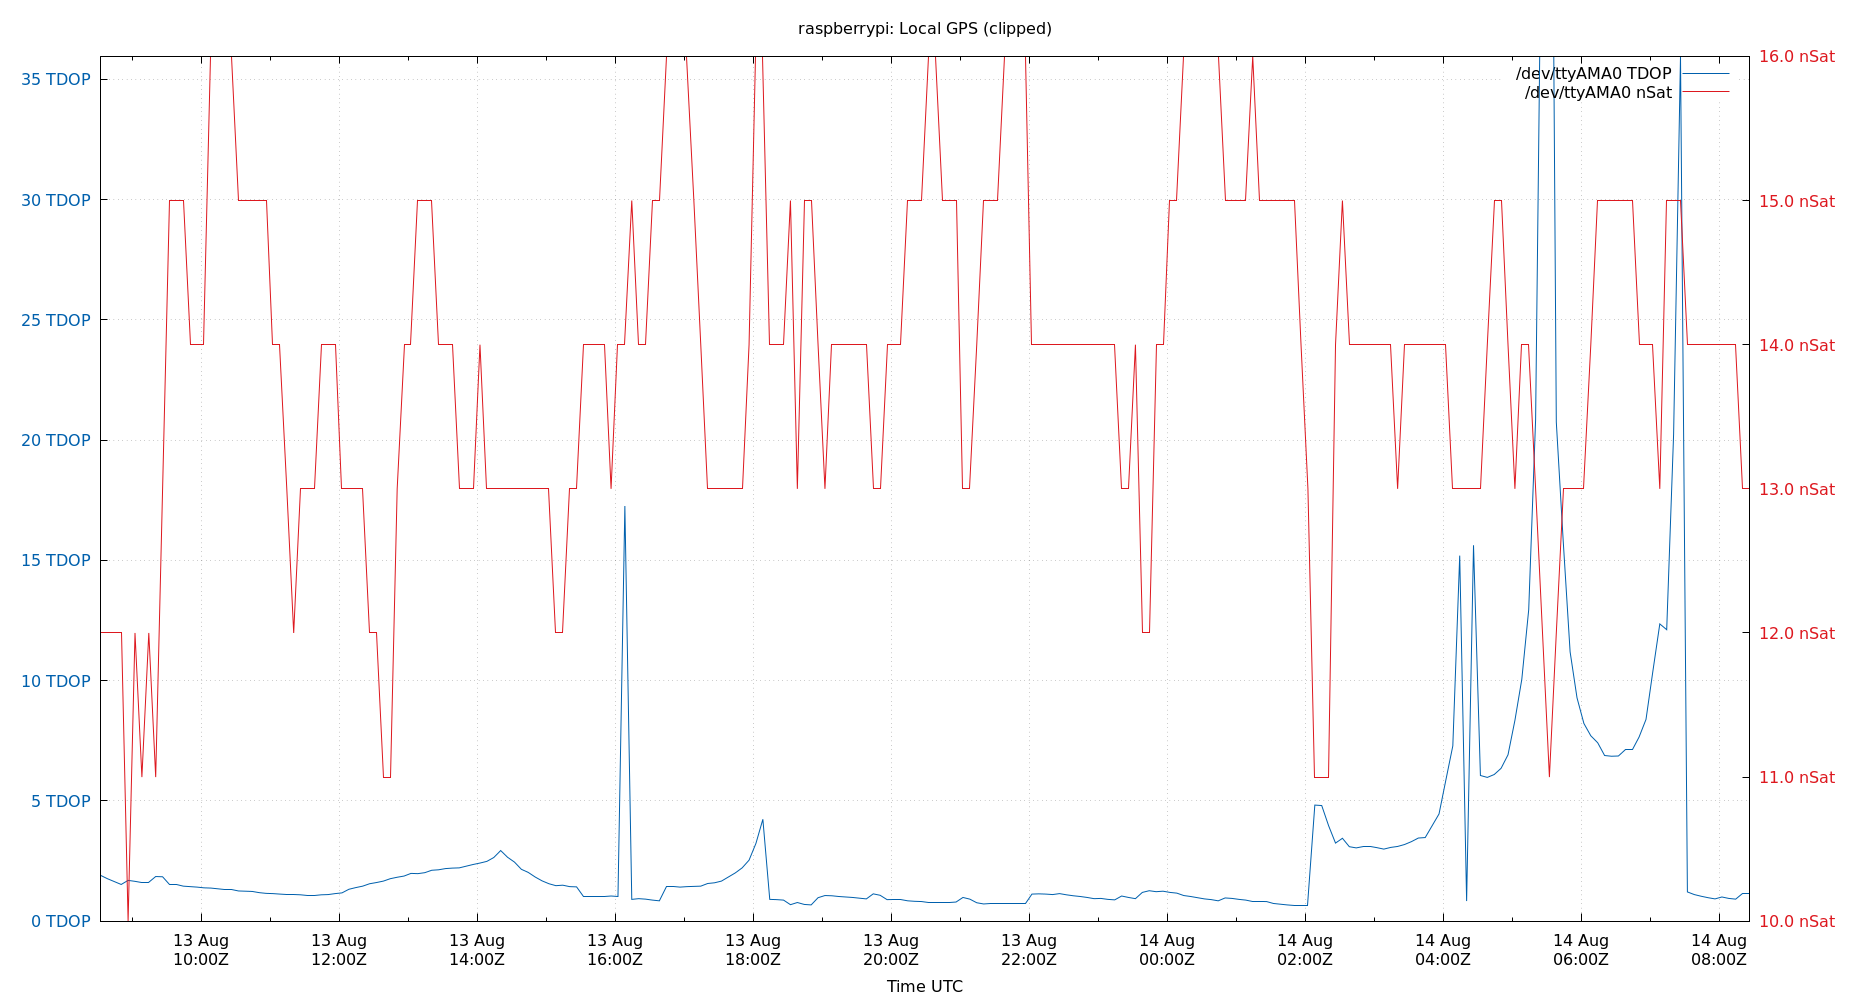 raspberrypi: Local GPS (clipped)
/dev/ttyAMA0 TDOP
/dev/ttyAMA0 nSat
35 TDOP
30 TDOP
25 TDOP
20 TDOP
15 TDOP
10 TDOP
5 TDOP
0 TDOP
16.0 nSat
15.0 nSat
14.0 nSat
13.0 nSat
12.0 nSat
11.0 nSat
10.0 nSat
13 Aug
10:00Z
13 Aug
12:00Z
13 Aug
14:00Z
13 Aug
16:00Z
13 Aug
18:00Z
13 Aug
20:00Z
13 Aug
22:00Z
14 Aug
00:00Z
14 Aug
02:00Z
14 Aug
04:00Z
14 Aug
06:00Z
14 Aug
08:00Z
Time UTC